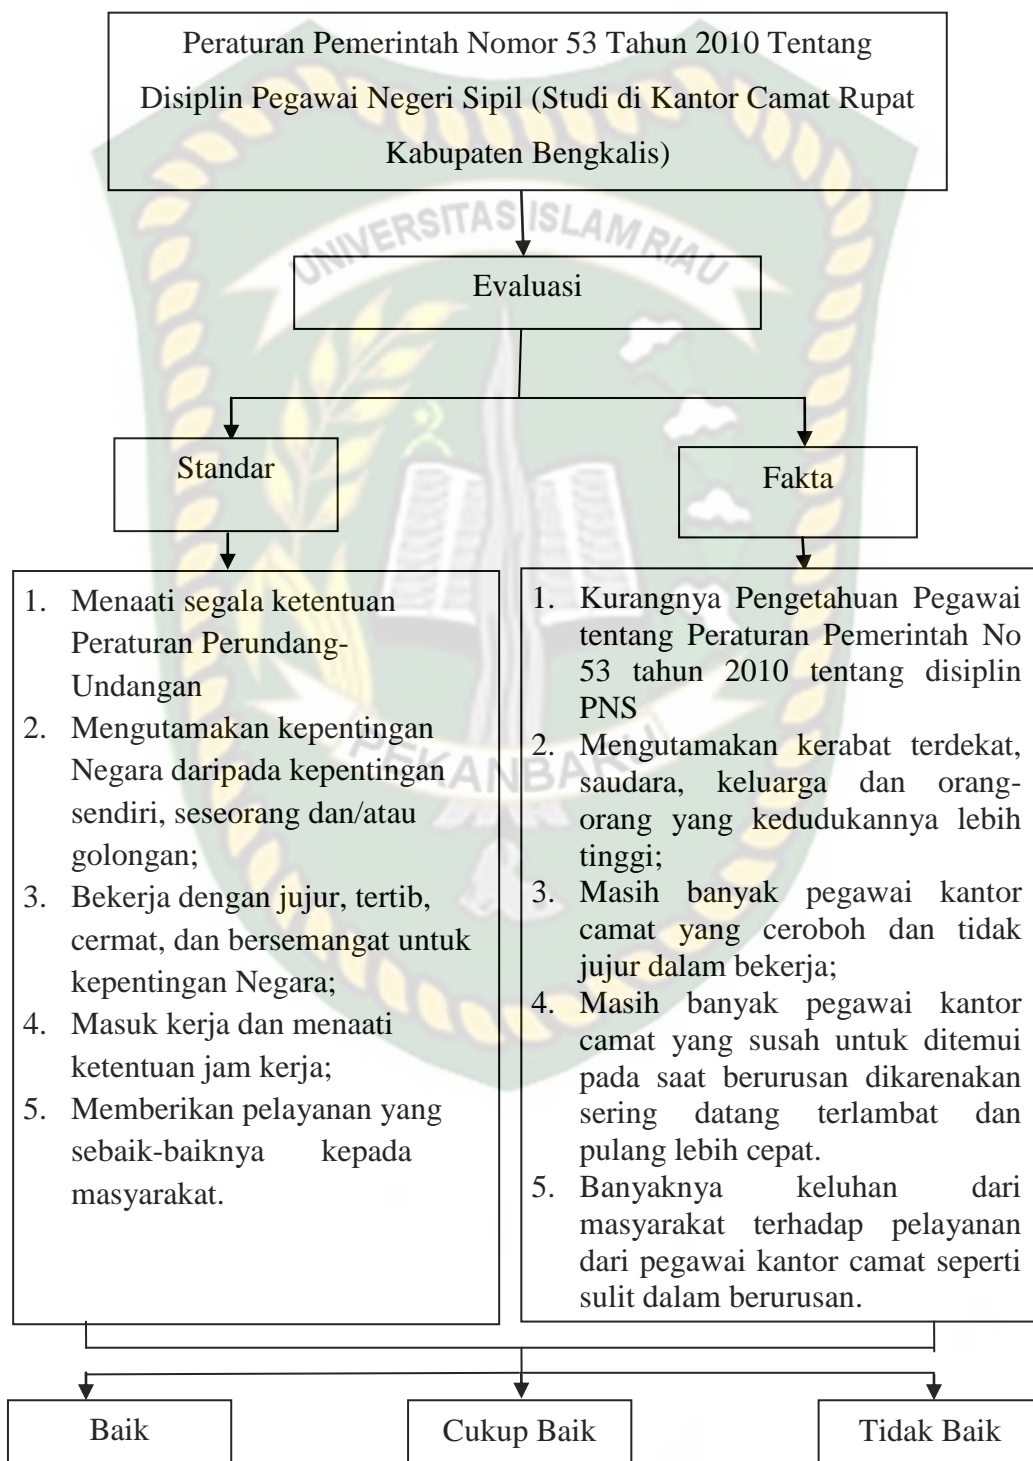 Peraturan Pemerintah Nomor 53 Tahun 2010 Tentang
Disiplin Pegawai Negeri Sipil (Studi di Kantor Camat Rupat
Kabupaten Bengkalis)
UNIVERSITAS ISLAM RIAU
Evaluasi
Standar
Fakta
1. Menaati segala ketentuan
Peraturan Perundang-
Undangan
2. Mengutamakan kepentingan
Negara daripada kepentingan
sendiri, seseorang dan/atau
golongan;
3. Bekerja dengan jujur, tertib,
cermat, dan bersemangat untuk
kepentingan Negara;
4. Masuk kerja dan menaati
ketentuan jam kerja;
5. Memberikan pelayanan yang
sebaik-baiknya kepada
masyarakat.
1. Kurangnya Pengetahuan Pegawai
tentang Peraturan Pemerintah No
53 tahun 2010 tentang disiplin
PNS
2. Mengutamakan kerabat terdekat,
saudara, keluarga dan orang-
orang yang kedudukannya lebih
tinggi;
3. Masih banyak pegawai kantor
camat yang ceroboh dan tidak
jujur dalam bekerja;
4. Masih banyak pegawai kantor
camat yang susah untuk ditemui
pada saat berurusan dikarenakan
sering datang terlambat dan
pulang lebih cepat.
5. Banyaknya keluhan dari
masyarakat terhadap pelayanan
dari pegawai kantor camat seperti
sulit dalam berurusan.
PEKANBARU
Baik
Cukup Baik
Tidak Baik